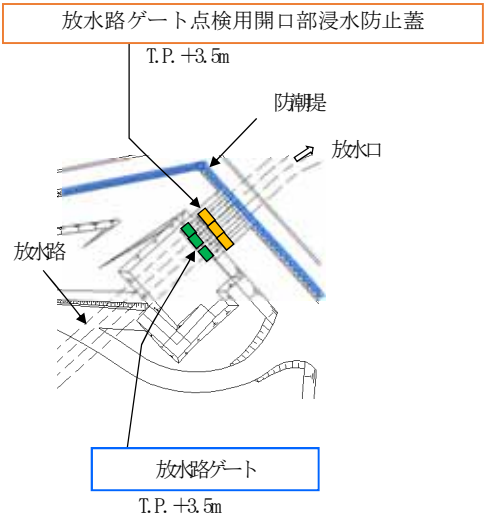 放水路ゲート点検用開口部浸水防止蓋
T.P.+3.5m
防潮堤
放水口
放水路
放水路ゲート
T.P.+3.5m